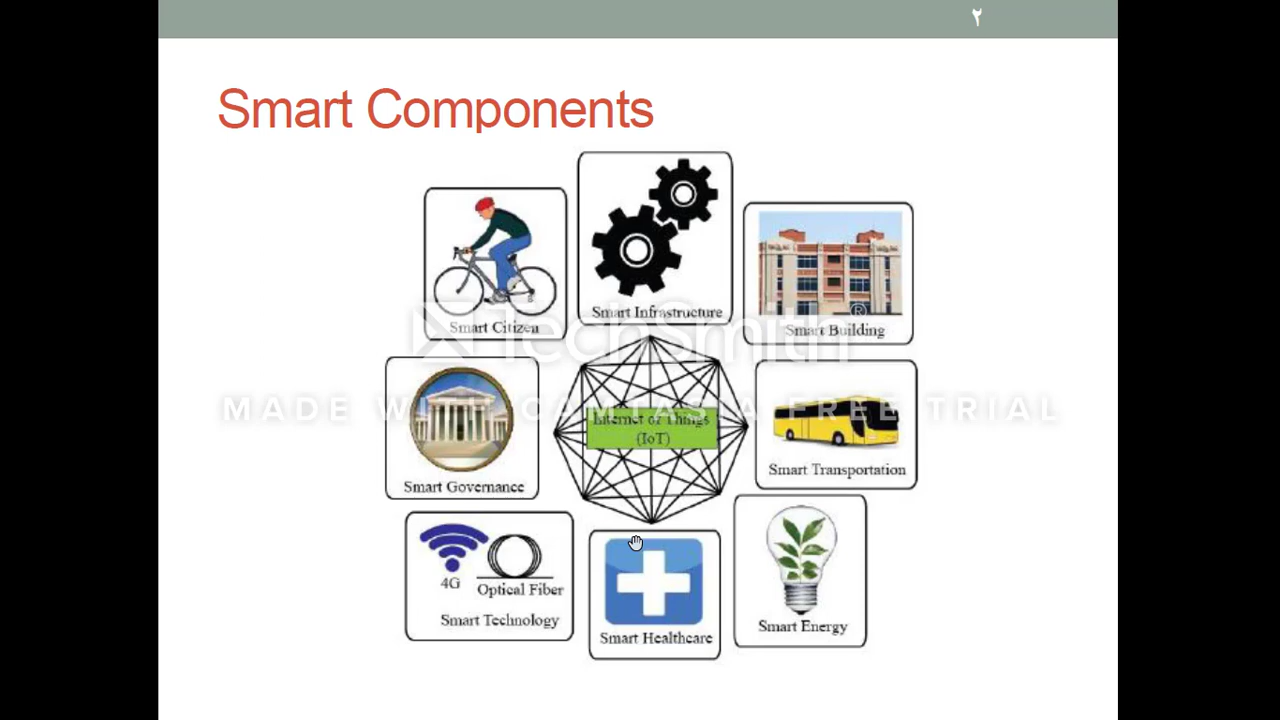 ٢
Smart Components
Smart Citizen
Smart Infrastructure
Smart Building
TechSmith®
MADE WITH CAMTASIA FREE TRIAL
Internet of Things
(IoT)
Smart Governance
Smart Transportation
4G
Optical Fiber
Smart Technology
Smart Healthcare
Smart Energy